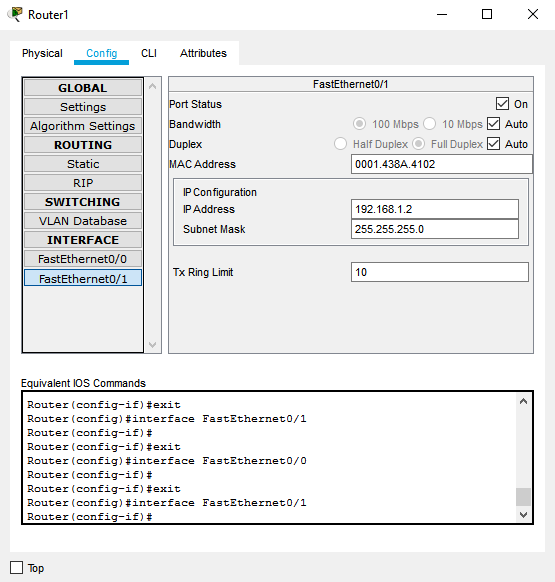 Router1
Physical Config CLI Attributes
GLOBAL
Settings
Algorithm Settings
ROUTING
Static
RIP
SWITCHING
VLAN Database
INTERFACE
FastEthernet0/0
FastEthernet0/1
FastEthernet0/1
Port Status On
Bandwidth 100 Mbps 10 Mbps Auto
Duplex Half Duplex Full Duplex Auto
MAC Address 0001.438A.4102
IP Configuration
IP Address 192.168.1.2
Subnet Mask 255.255.255.0
Tx Ring Limit 10
Equivalent IOS Commands
Router(config-if)#exit
Router(config)#interface FastEthernet0/1
Router(config-if)#
Router(config-if)#exit
Router(config)#interface FastEthernet0/0
Router(config-if)#
Router(config-if)#exit
Router(config)#interface FastEthernet0/1
Router(config-if)#
Top